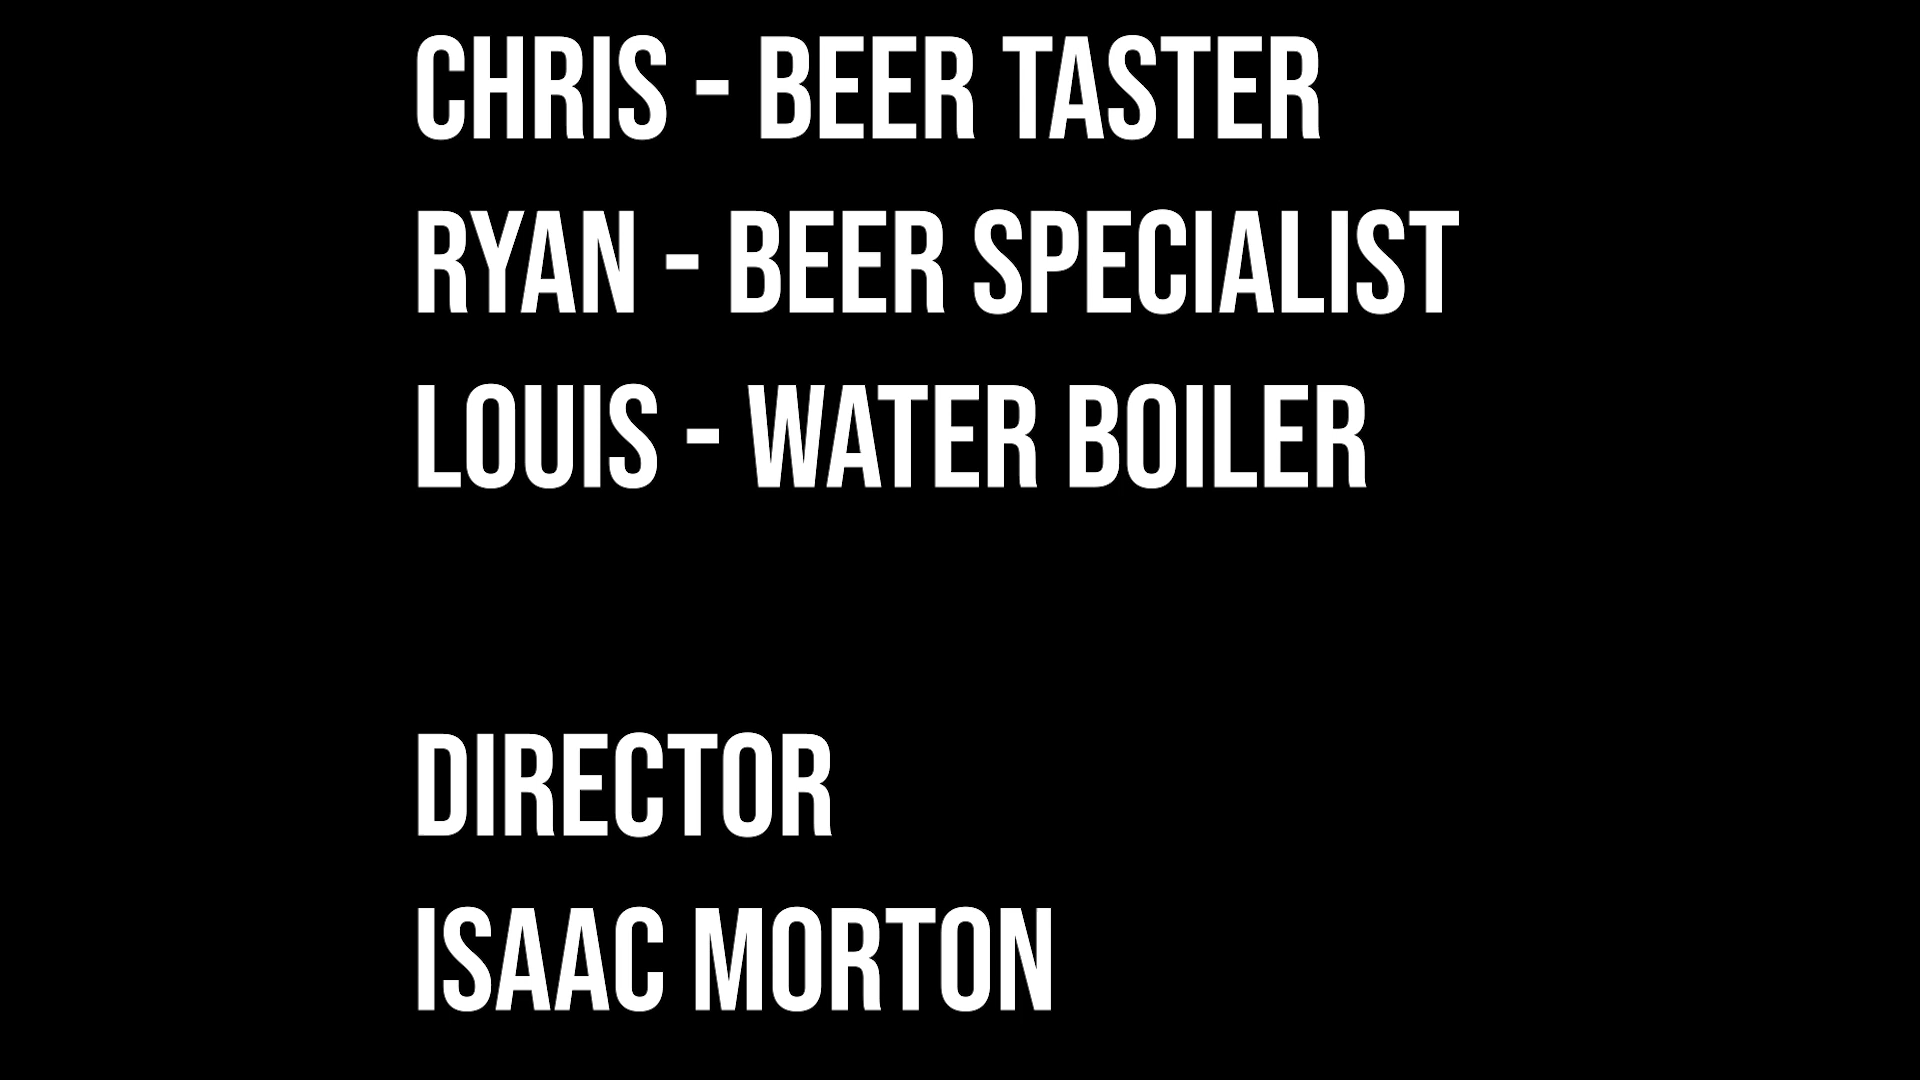 CHRIS - BEER TASTER
RYAN - BEER SPECIALIST
LOUIS - WATER BOILER
DIRECTOR
ISAAC MORTON